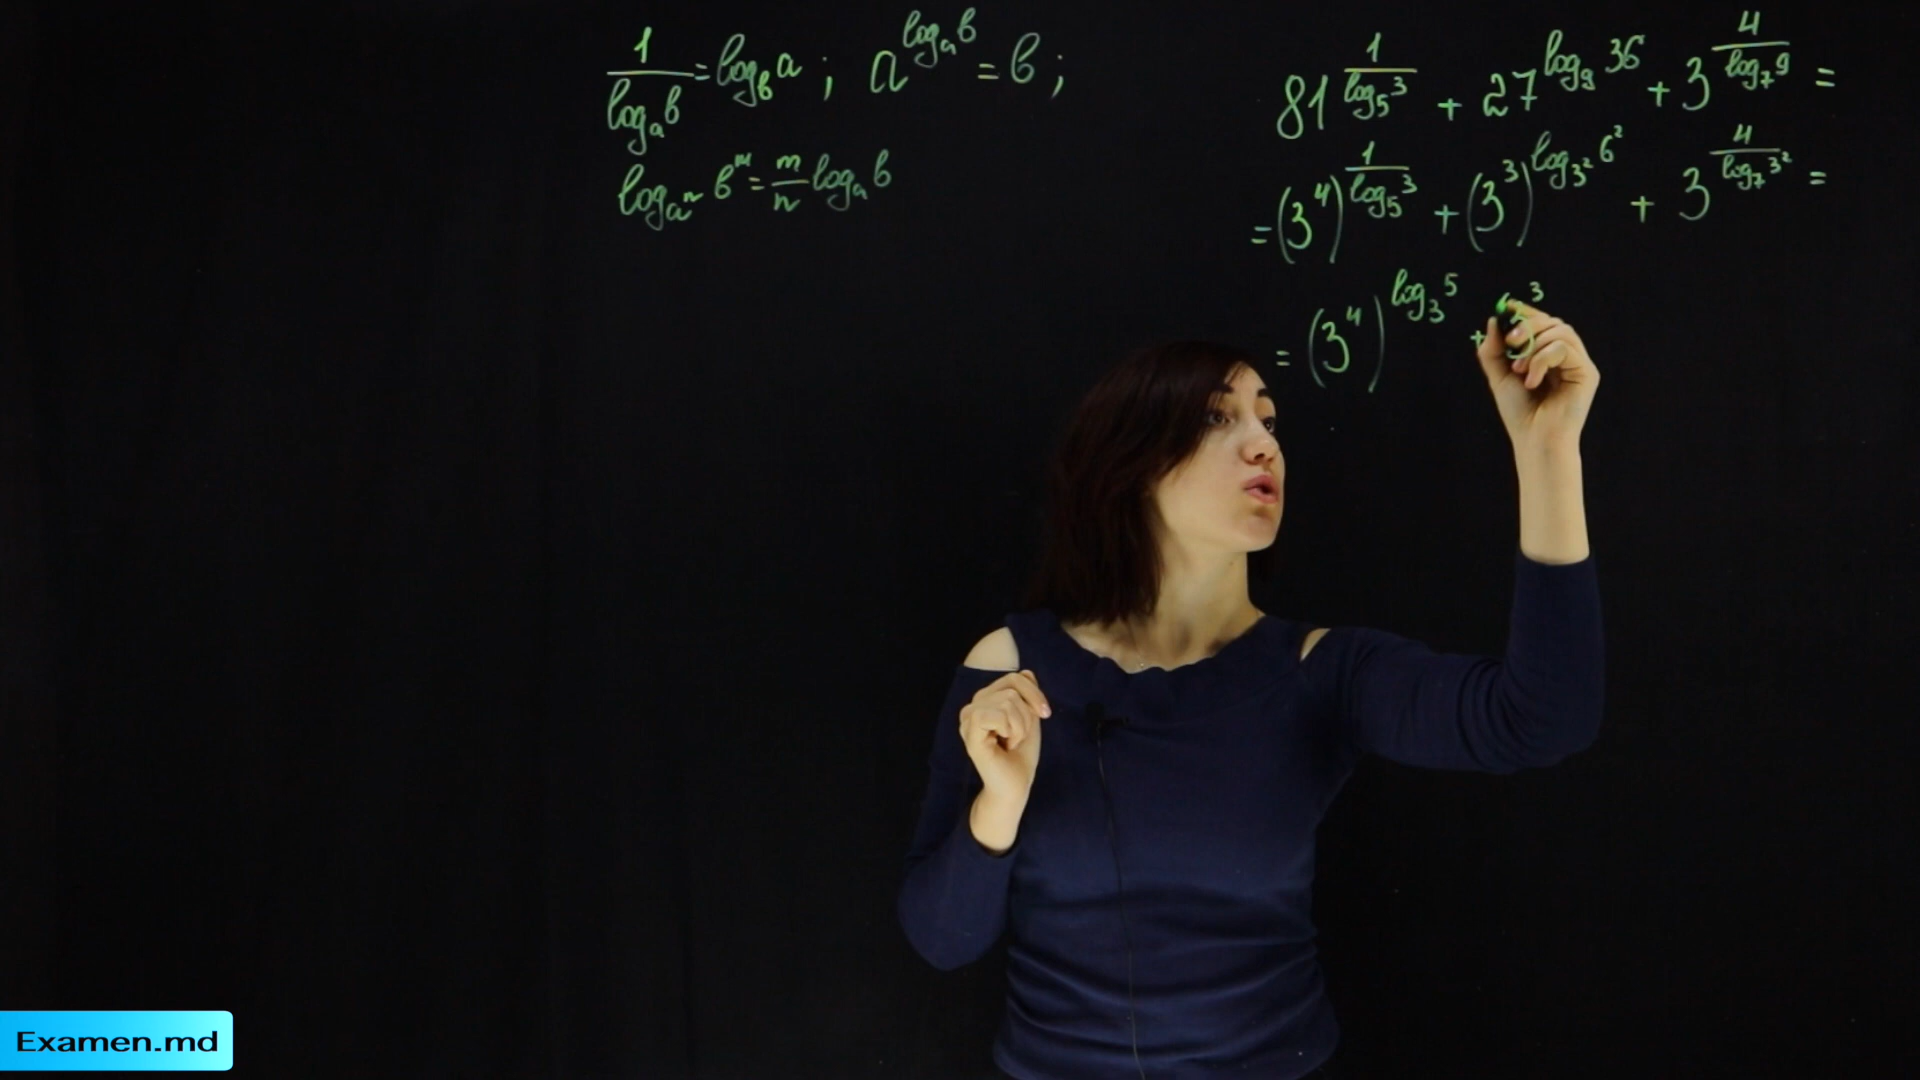 1/log_a b = log_b a ; a^(log_a b) = b ;
log_(a^n) b^m = m/n log_a b
81^(1/log_5 3) + 27^(log_9 36) + 3^(4/log_7 9) =
= (3^4)^(1/log_5 3) + (3^3)^(log_(3^2) 6^2) + 3^(4/log_7 3^2) =
= (3^4)^(log_3 5) + 3^3
Examen.md